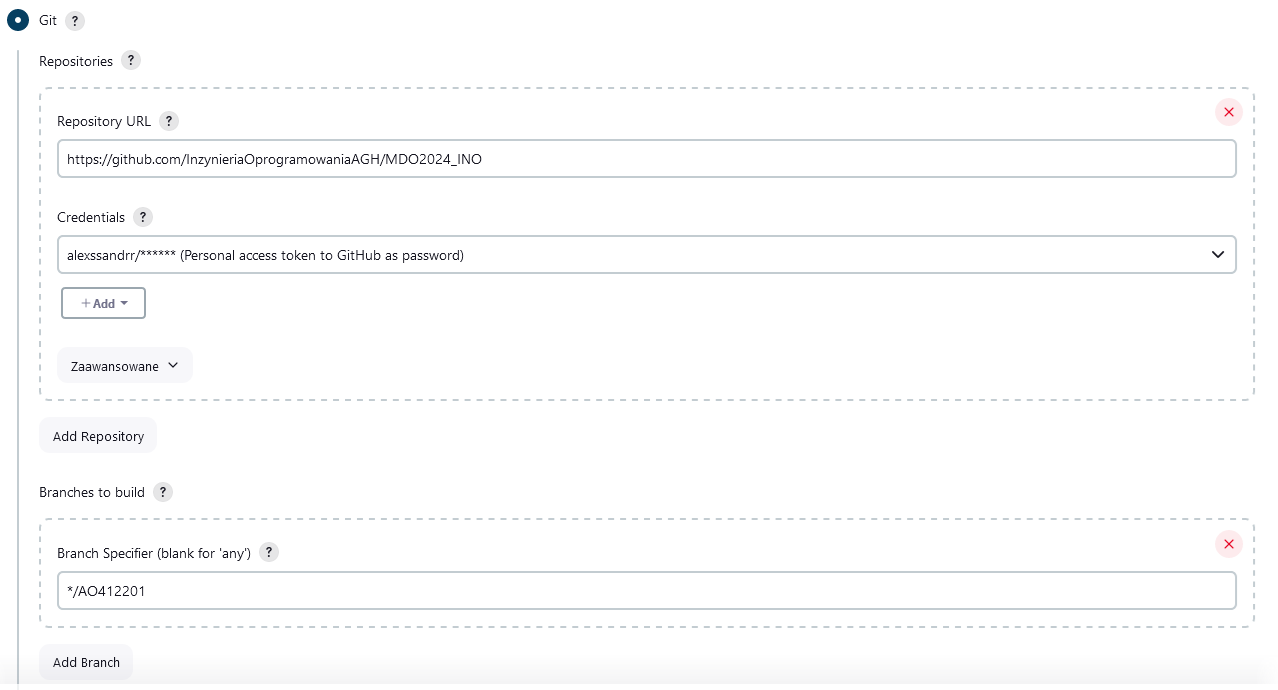 Git ?
Repositories ?
Repository URL ?
https://github.com/InzynieriaOprogramowaniaAGH/MDO2024_INO
Credentials ?
alexssandrr/****** (Personal access token to GitHub as password)
+ Add
Zaawansowane
Add Repository
Branches to build ?
Branch Specifier (blank for 'any') ?
*/AO412201
Add Branch